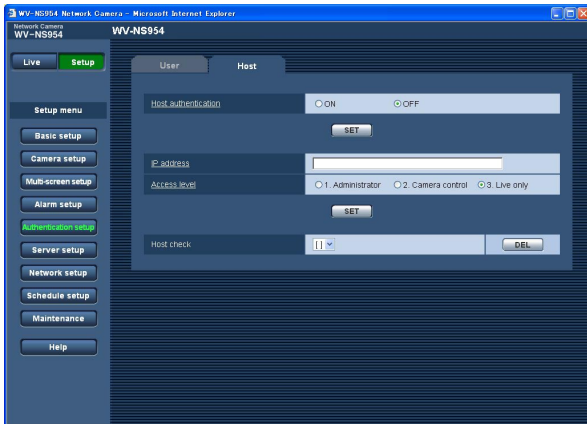 WV-NS954 Network Camera - Microsoft Internet Explorer
Network Camera
WV-NS954
WV-NS954
Live
Setup
User
Host
Setup menu
Host authentication
ON
OFF
SET
Basic setup
Camera setup
IP address
Multi-screen setup
Access level
1. Administrator
2. Camera control
3. Live only
Alarm setup
SET
Authentication setup
Server setup
Host check
[ ]
DEL
Network setup
Schedule setup
Maintenance
Help